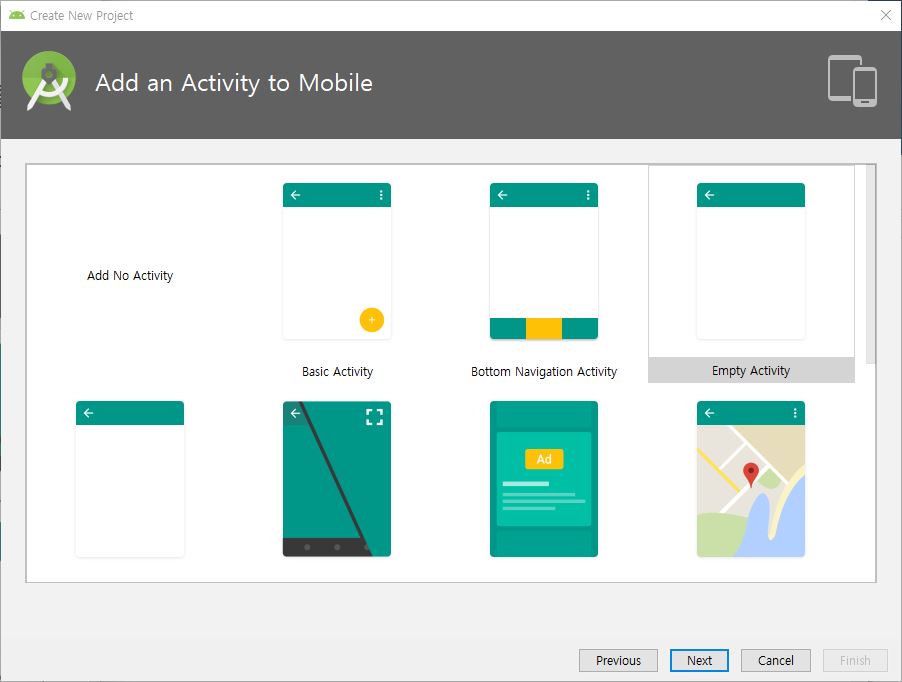 Create New Project
Add an Activity to Mobile
Add No Activity
Basic Activity
Bottom Navigation Activity
Empty Activity
Ad
Previous
Next
Cancel
Finish